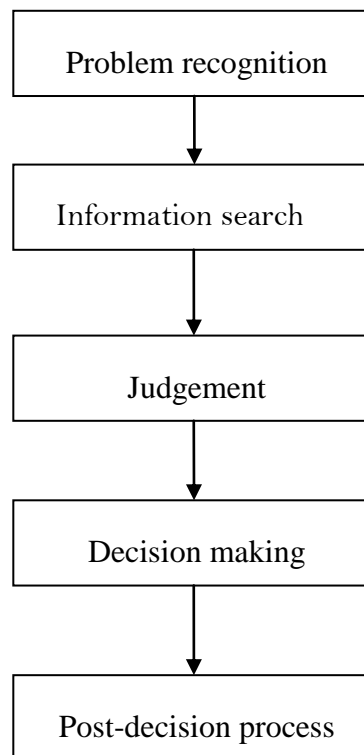 Problem recognition
Information search
Judgement
Decision making
Post-decision process